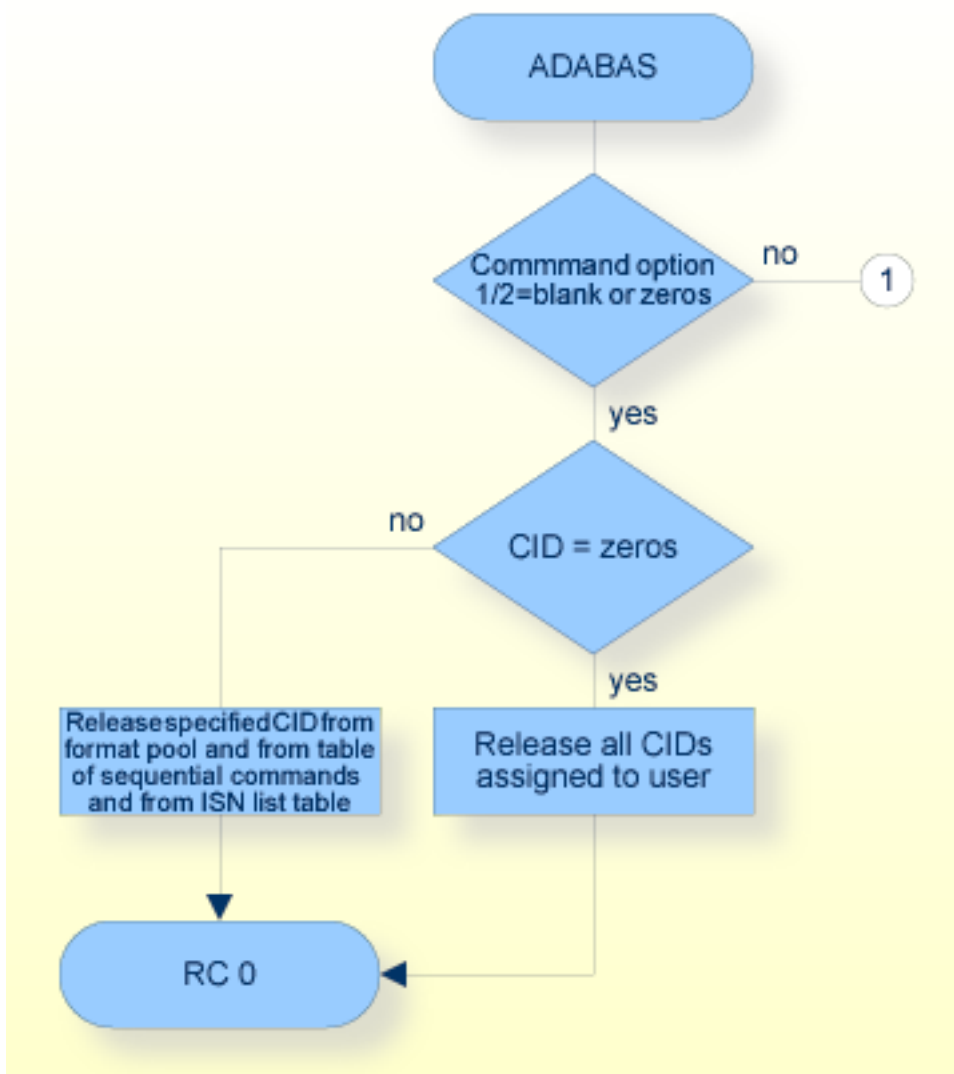 ADABAS
Commmand option
1/2=blank or zeros
no
1
yes
CID = zeros
no
yes
Release specified CID from
format pool and from table
of sequential commands
and from ISN list table
Release all CIDs
assigned to user
RC 0